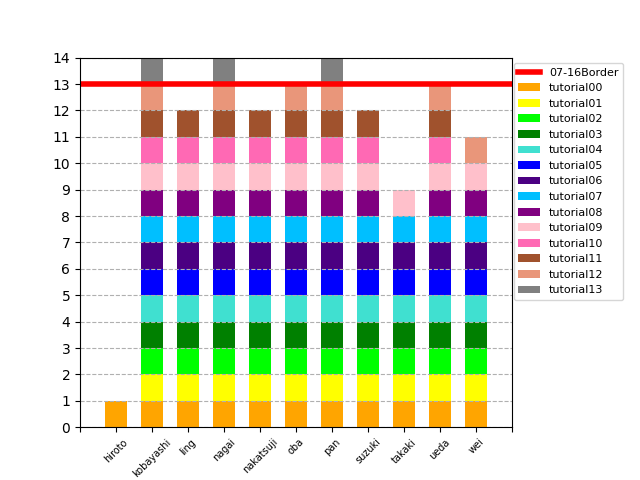 14
13
12
11
10
9
8
7
6
5
4
3
2
1
0
hiroto
kobayashi
ling
nagai
nakatsuji
oba
pan
suzuki
takaki
ueda
wei
07-16Border
tutorial00
tutorial01
tutorial02
tutorial03
tutorial04
tutorial05
tutorial06
tutorial07
tutorial08
tutorial09
tutorial10
tutorial11
tutorial12
tutorial13